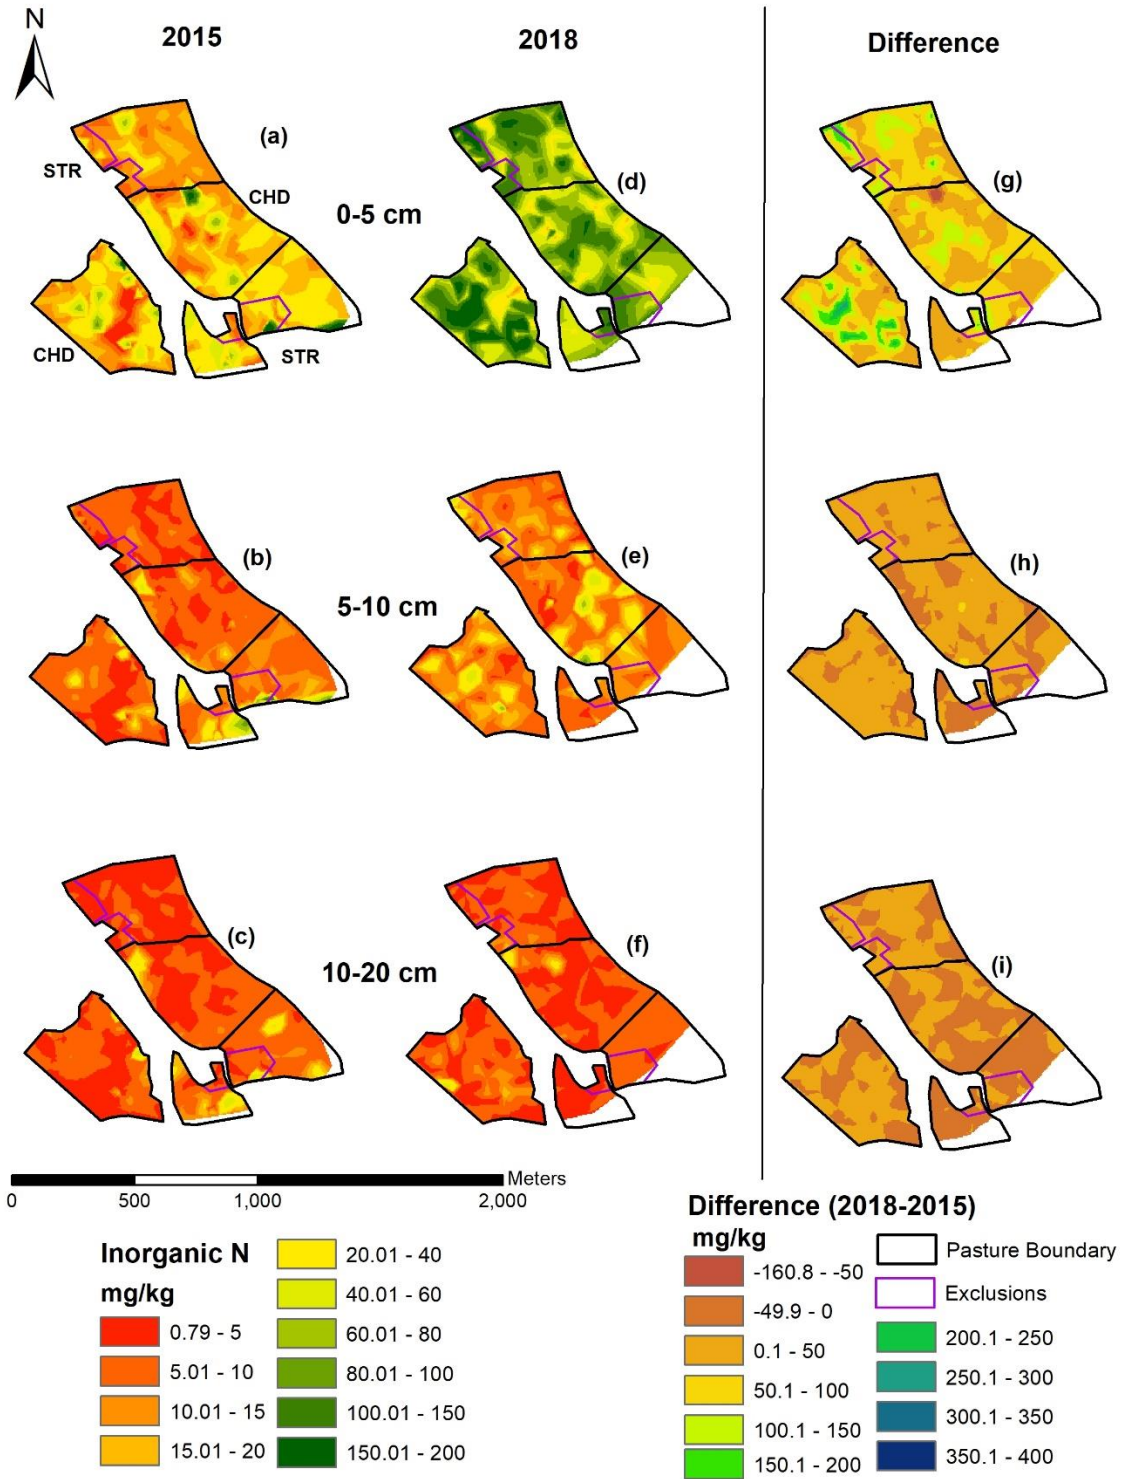 N
2015
2018
Difference
(a)
STR
CHD
(d)
(g)
0-5 cm
CHD
STR
(b)
(e)
(h)
5-10 cm
(c)
(f)
(i)
10-20 cm
Meters
0
500
1,000
2,000
Inorganic N
mg/kg
0.79 - 5
5.01 - 10
10.01 - 15
15.01 - 20
20.01 - 40
40.01 - 60
60.01 - 80
80.01 - 100
100.01 - 150
150.01 - 200
Difference (2018-2015)
mg/kg
-160.8 - -50
-49.9 - 0
0.1 - 50
50.1 - 100
100.1 - 150
150.1 - 200
Pasture Boundary
Exclusions
200.1 - 250
250.1 - 300
300.1 - 350
350.1 - 400